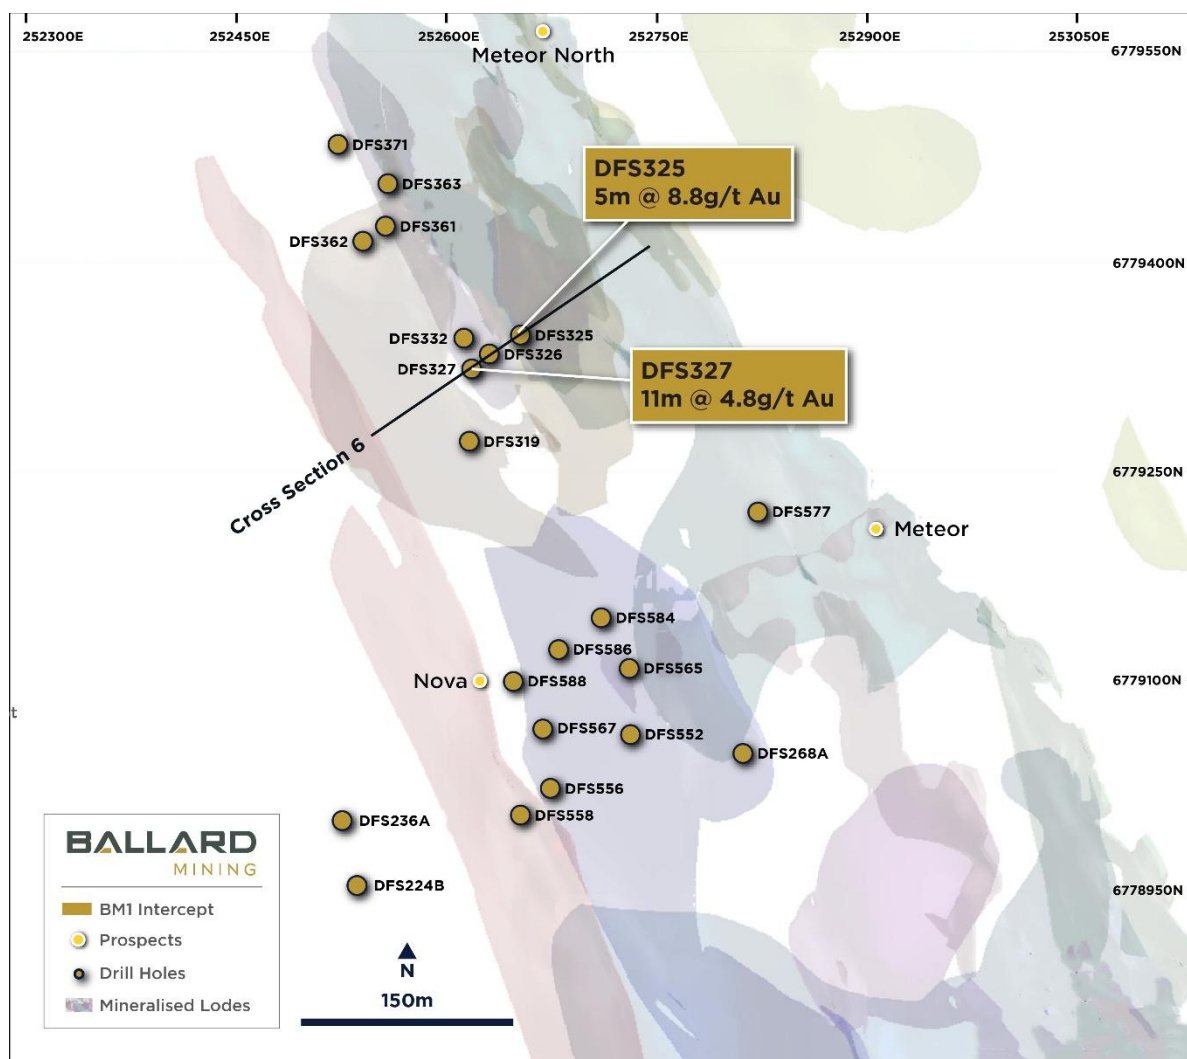 252300E 252450E 252600E 252750E 252900E 253050E
6779550N
Meteor North
DFS371
DFS363
DFS325
5m @ 8.8g/t Au
DFS361
DFS362
6779400N
DFS332
DFS325
DFS326
DFS327
DFS327
11m @ 4.8g/t Au
DFS319
Cross Section 6
6779250N
DFS577
Meteor
DFS584
DFS586
DFS565
Nova
DFS588
6779100N
t
DFS567
DFS552
DFS268A
DFS556
DFS558
DFS236A
DFS224B
6778950N
BALLARD
MINING
BM1 Intercept
Prospects
Drill Holes
Mineralised Lodes
N
150m